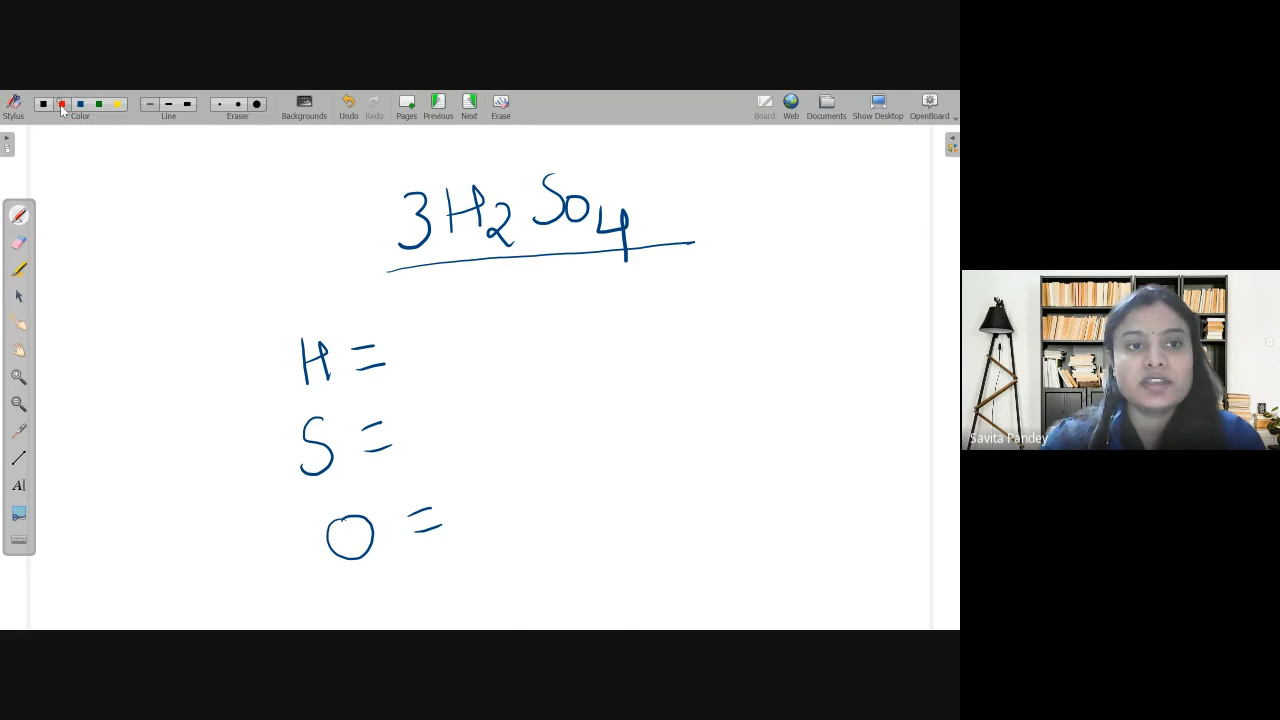 Stylus Color Line Eraser Backgrounds Undo Redo Pages Previous Next Erase Board Web Documents Show Desktop OpenBoard
3H2So4
H =
S =
O =
AI
Savita Pandey